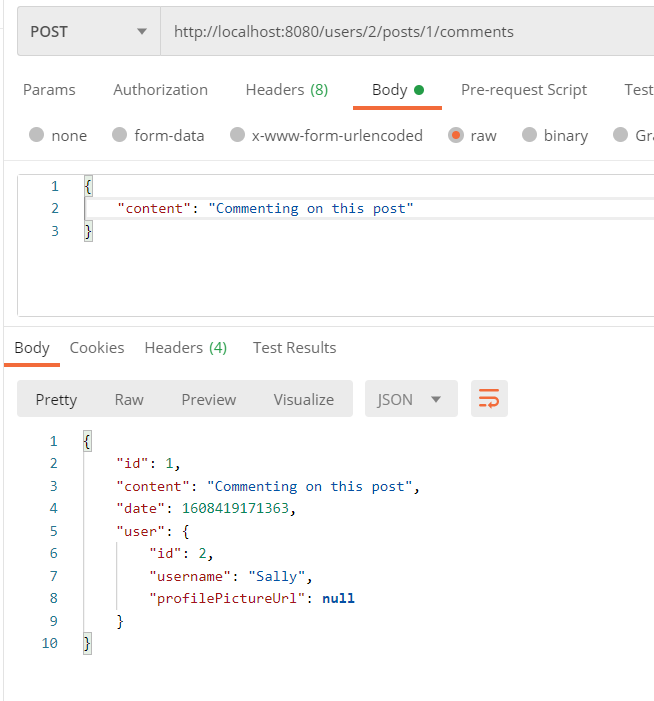 POST http://localhost:8080/users/2/posts/1/comments
Params Authorization Headers (8) Body Pre-request Script Test
none form-data x-www-form-urlencoded raw binary Gr
1 {
2 "content": "Commenting on this post"
3 }
Body Cookies Headers (4) Test Results
Pretty Raw Preview Visualize JSON
1 {
2 "id": 1,
3 "content": "Commenting on this post",
4 "date": 1608419171363,
5 "user": {
6 "id": 2,
7 "username": "Sally",
8 "profilePictureUrl": null
9 }
10 }